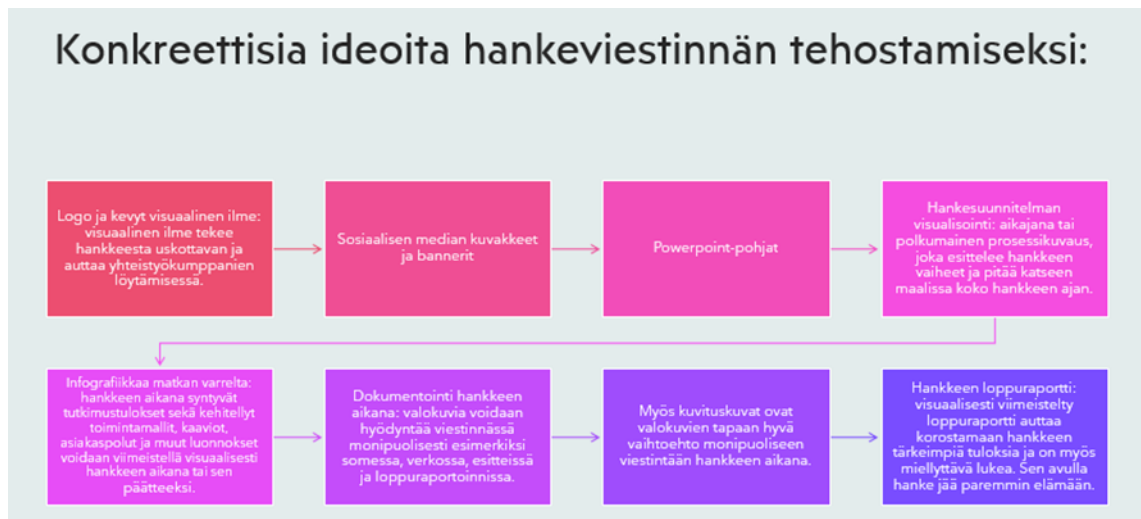 Konkreettisia ideoita hankeviestinnän tehostamiseksi:
Logo ja kevyt visuaalinen ilme:
visuaalinen ilme tekee
hankkeesta uskottavan ja
auttaa yhteistyökumppanien
löytämisessä.
Sosiaalisen median kuvakkeet
ja bannerit
Powerpoint-pohjat
Hankesuunnitelman
visualisointi: aikajana tai
polkumainen prosessikuvaus,
joka esittelee hankkeen
vaiheet ja pitää katseen
maalissa koko hankkeen ajan.
Infografiikkaa matkan varrelta:
hankkeen aikana syntyvät
tutkimustulokset sekä kehitellyt
toimintamallit, kaaviot,
asiakaspolut ja muut luonnokset
voidaan viimeistellä visuaalisesti
hankkeen aikana tai sen
päätteeksi.
Dokumentointi hankkeen
aikana: valokuvia voidaan
hyödyntää viestinnässä
monipuolisesti esimerkiksi
somessa, verkossa, esitteissä
ja loppuraportoinnissa.
Myös kuvituskuvat ovat
valokuvien tapaan hyvä
vaihtoehto monipuoliseen
viestintään hankkeen aikana.
Hankkeen loppuraportti:
visuaalisesti viimeistelty
loppuraportti auttaa
korostamaan hankkeen
tärkeimpiä tuloksia ja on myös
miellyttävä lukea. Sen avulla
hanke jää paremmin elämään.